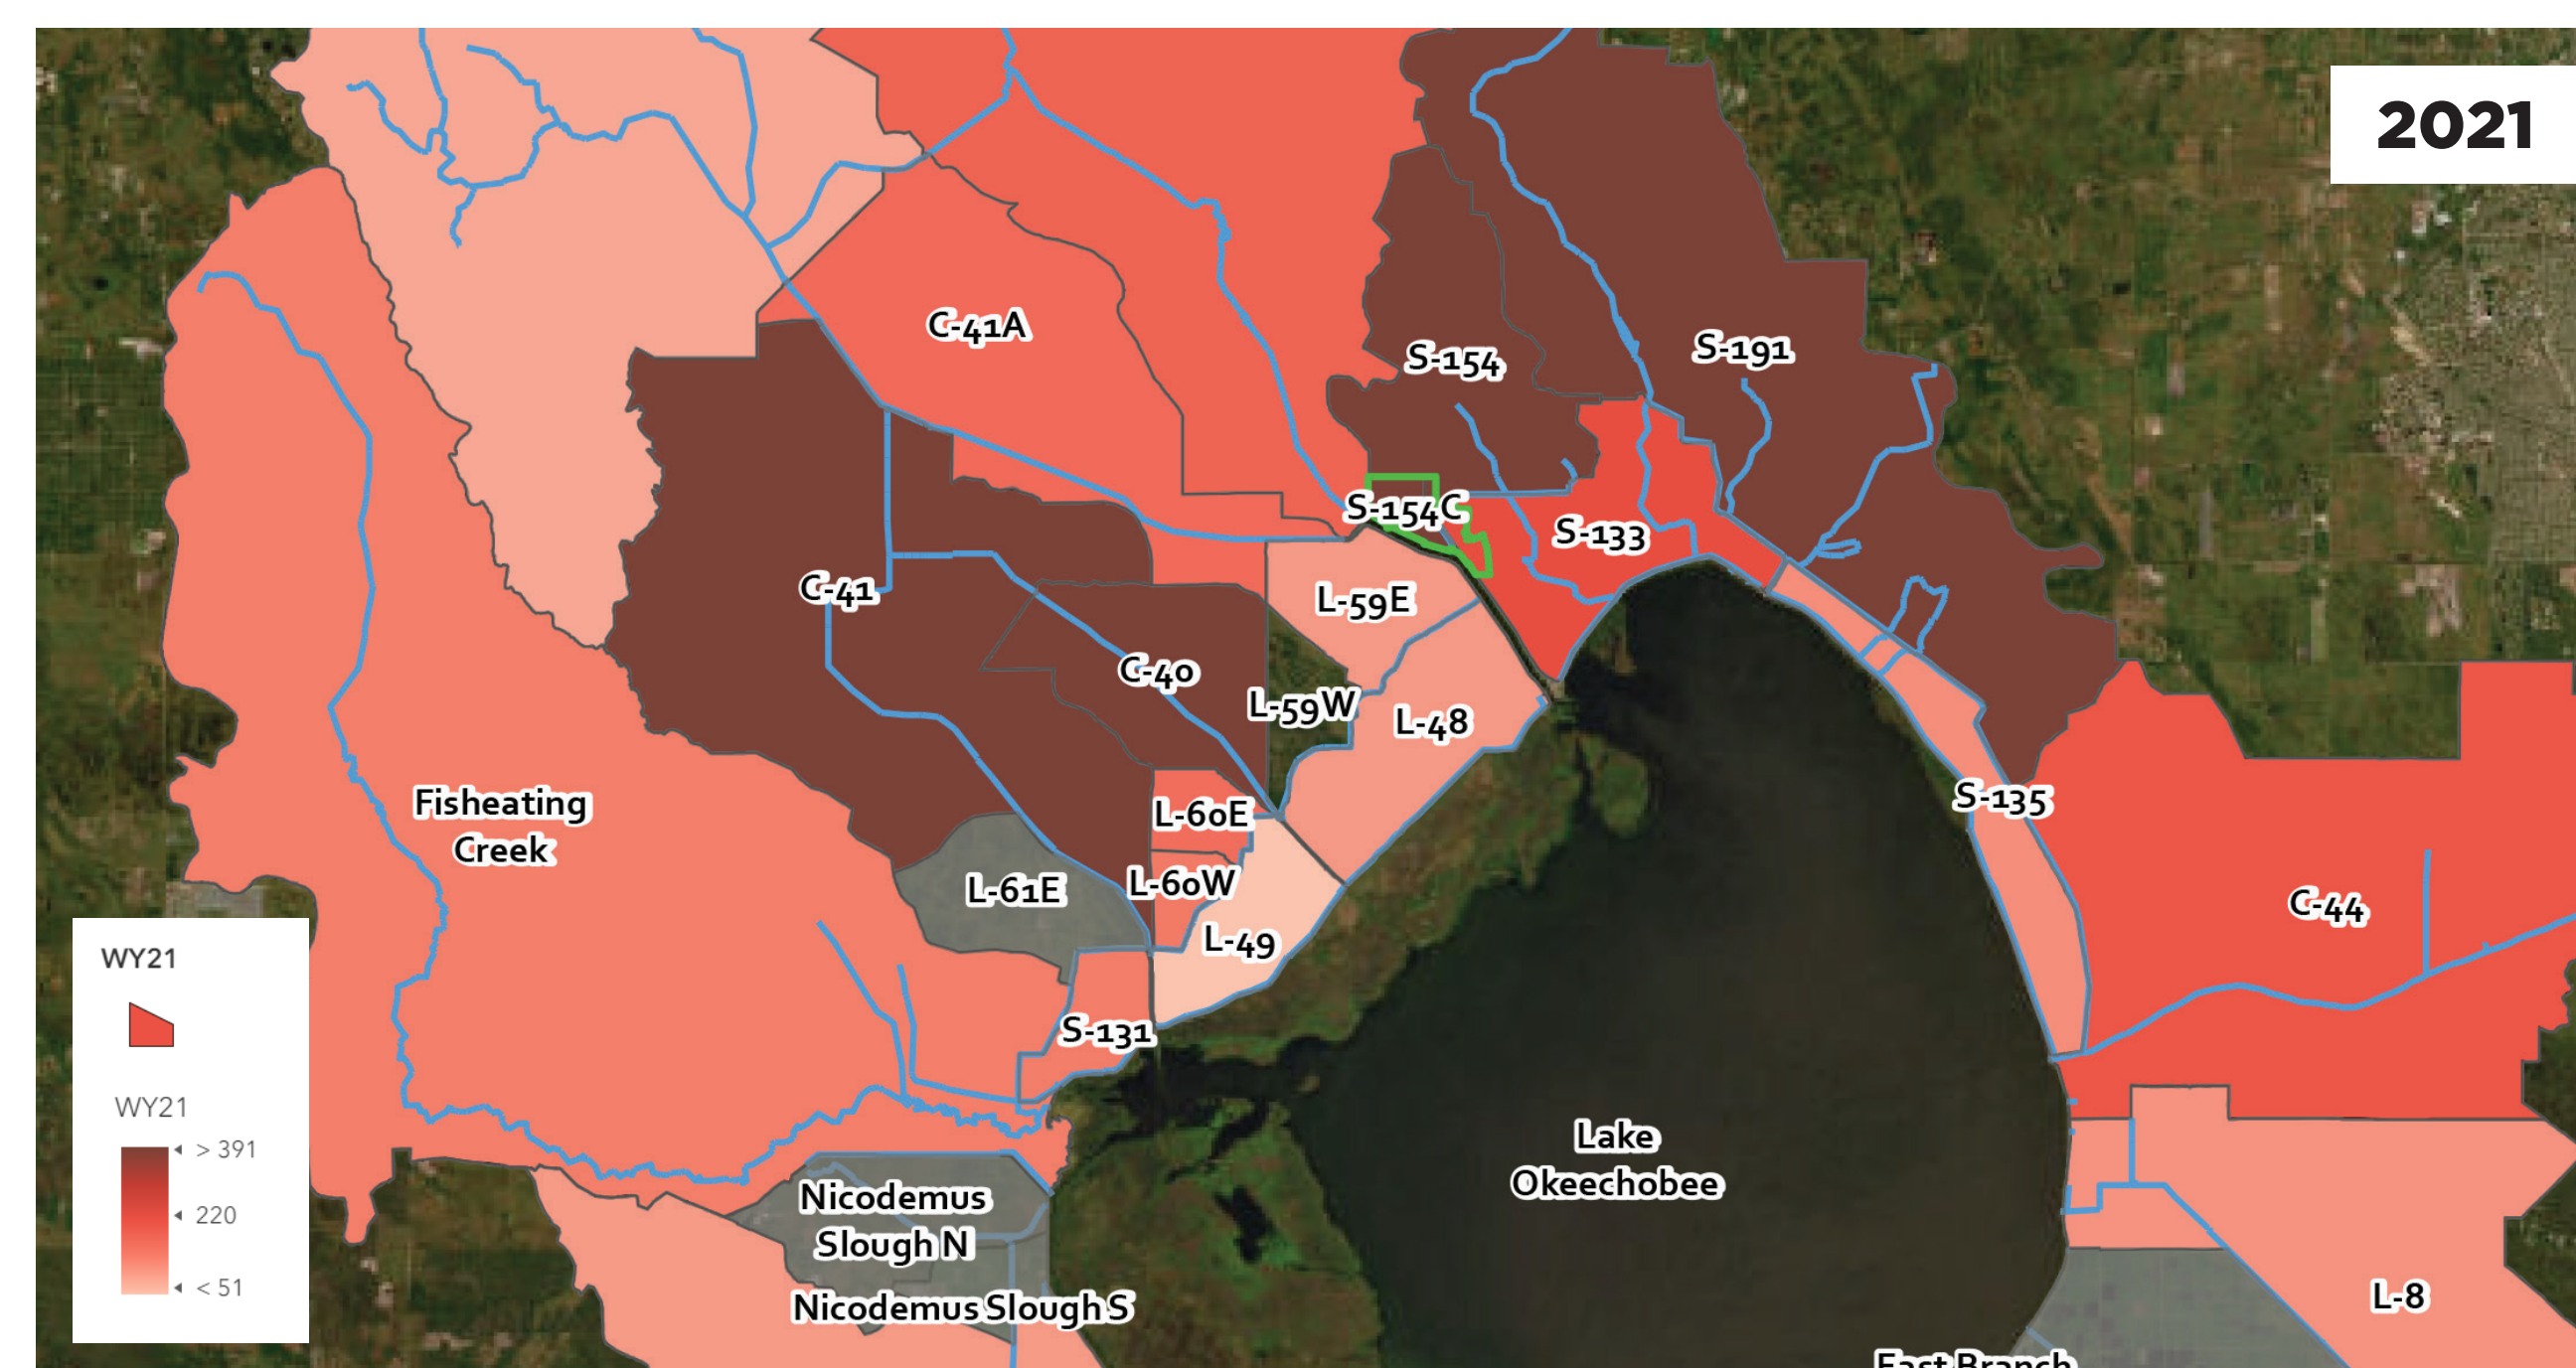 2021
C-41A
S-154
S-191
S-154C
S-133
C-41
L-59E
C-40
L-59W
L-48
Fisheating
Creek
S-135
L-60E
L-60W
L-61E
C-44
L-49
S-131
WY21
WY21
> 391
220
< 51
Lake
Okeechobee
Nicodemus
Slough N
Nicodemus Slough S
L-8
East Branch